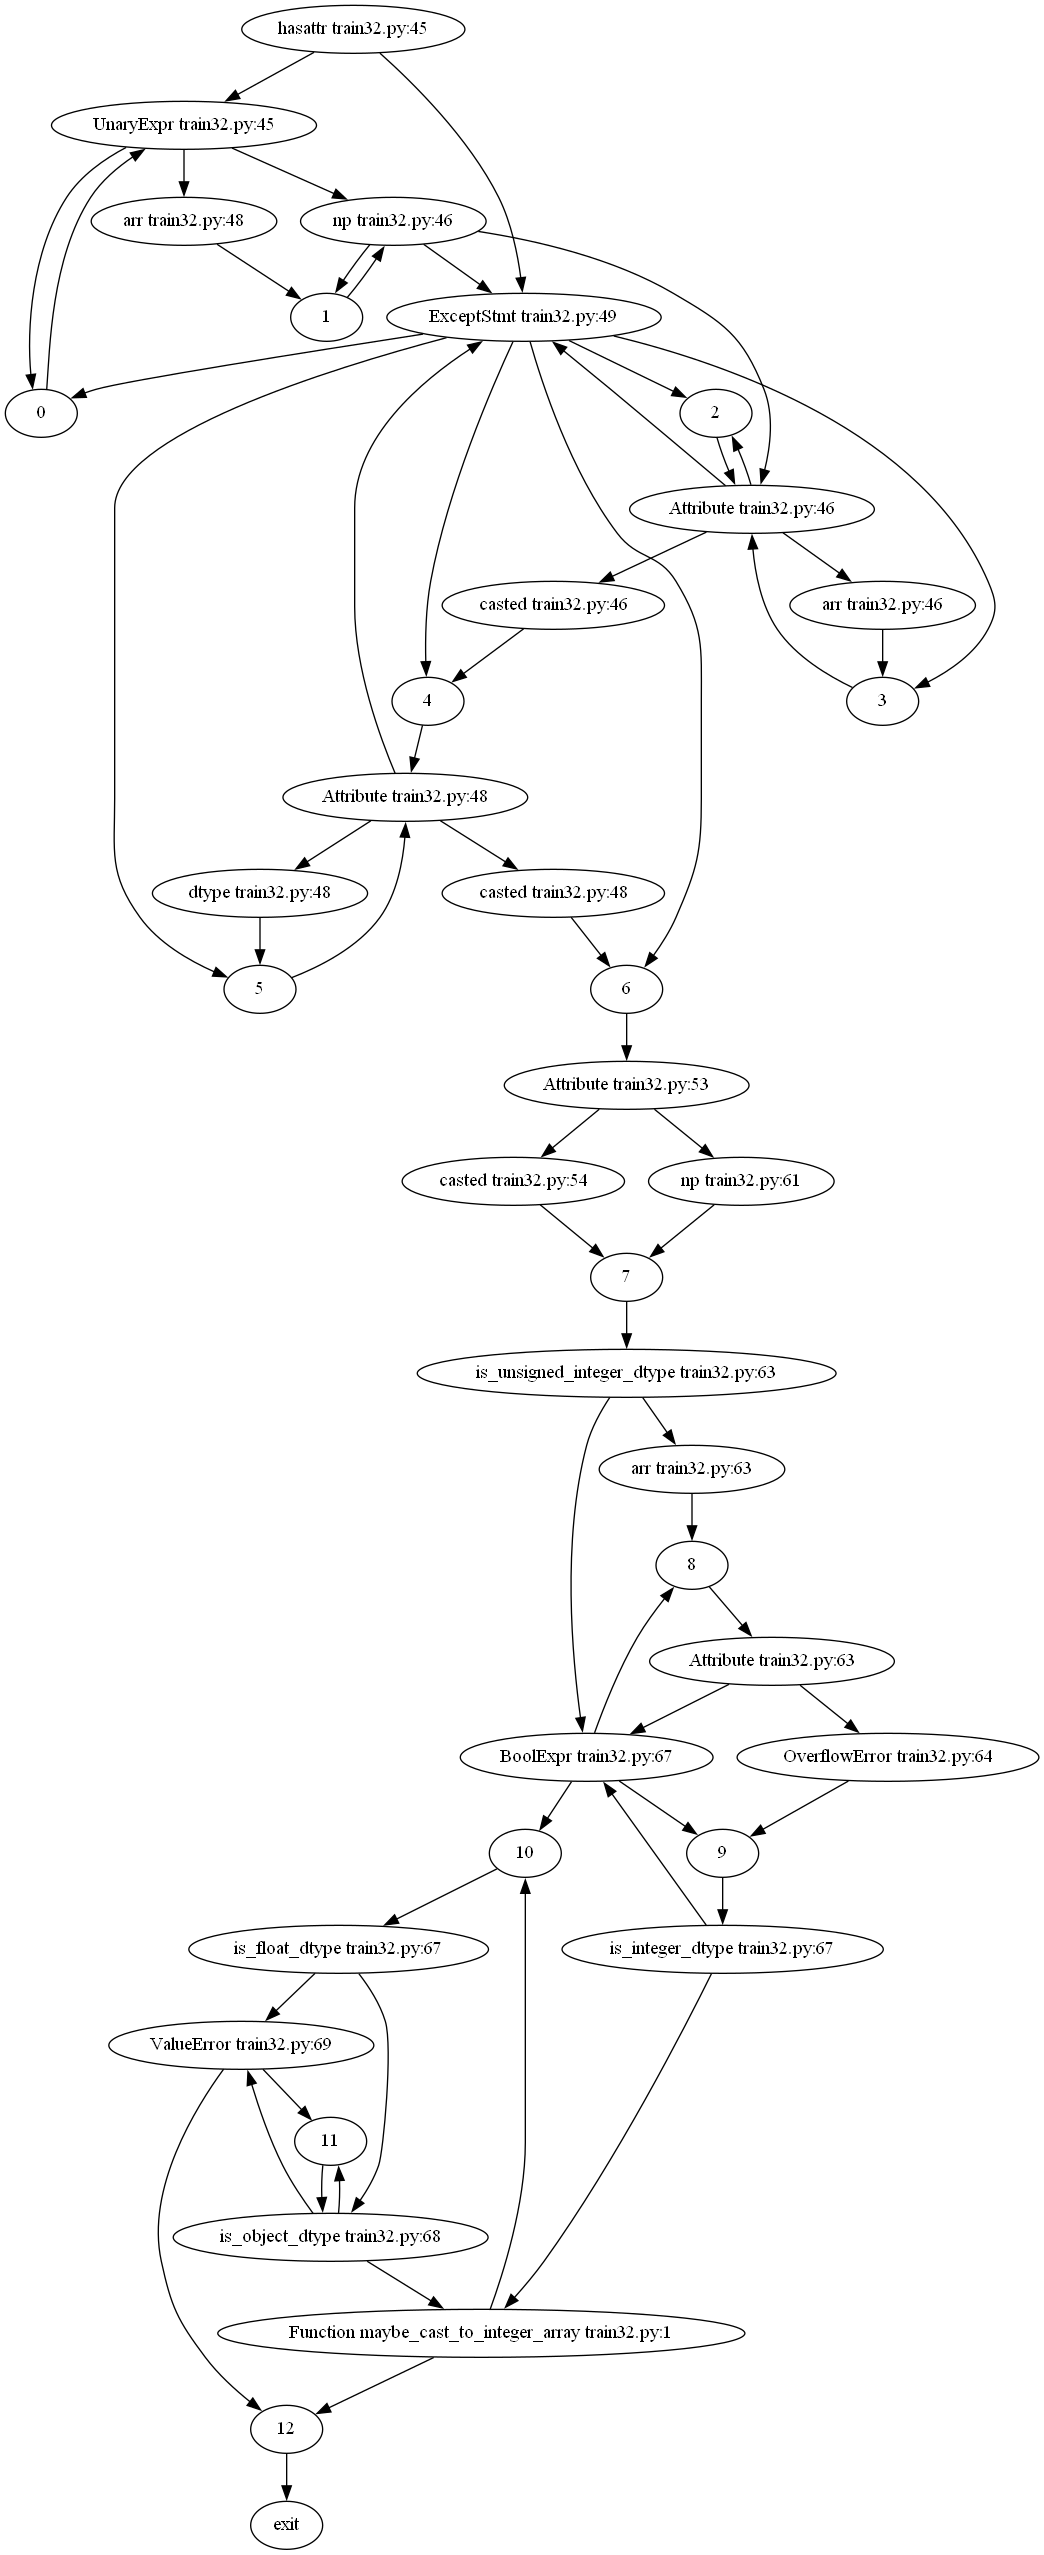 hasattr train32.py:45
UnaryExpr train32.py:45
arr train32.py:48
np train32.py:46
1
ExceptStmt train32.py:49
0
2
Attribute train32.py:46
casted train32.py:46
arr train32.py:46
4
3
Attribute train32.py:48
dtype train32.py:48
casted train32.py:48
5
6
Attribute train32.py:53
casted train32.py:54
np train32.py:61
7
is_unsigned_integer_dtype train32.py:63
arr train32.py:63
8
Attribute train32.py:63
BoolExpr train32.py:67
OverflowError train32.py:64
10
9
is_float_dtype train32.py:67
is_integer_dtype train32.py:67
ValueError train32.py:69
11
is_object_dtype train32.py:68
Function maybe_cast_to_integer_array train32.py:1
12
exit